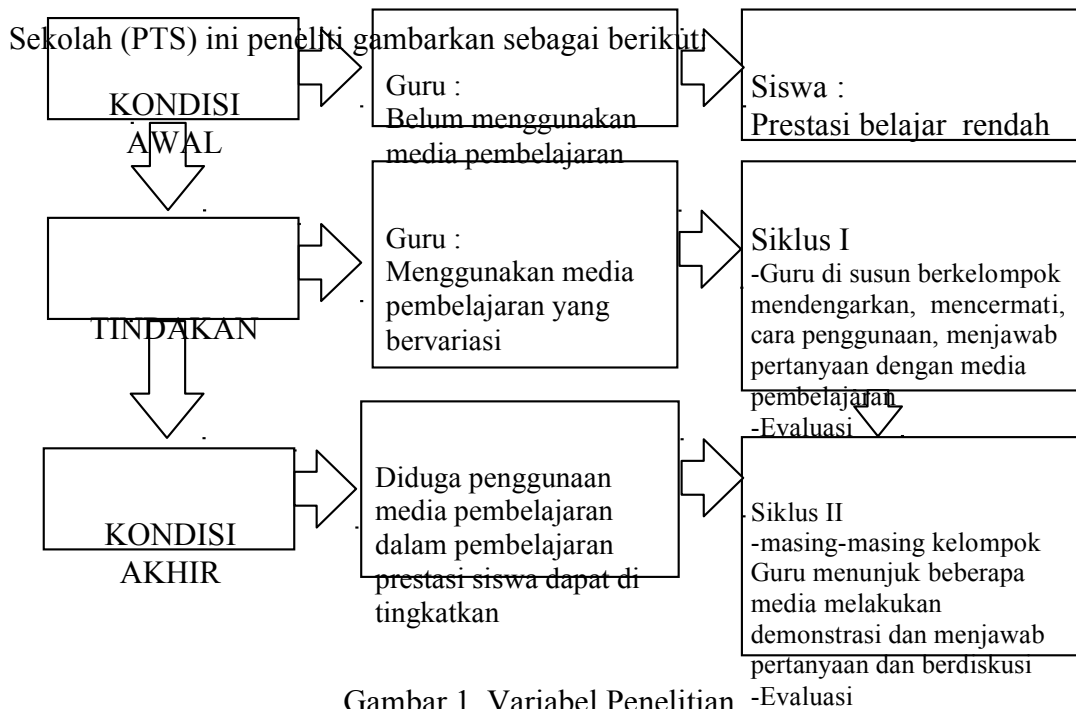 Sekolah (PTS) ini peneliti gambarkan sebagai berikut:
KONDISI
AWAL
Guru :
Belum menggunakan
media pembelajaran
Siswa :
Prestasi belajar rendah
TINDAKAN
Guru :
Menggunakan media
pembelajaran yang
bervariasi
Siklus I
-Guru di susun berkelompok
mendengarkan, mencermati,
cara penggunaan, menjawab
pertanyaan dengan media
pembelajaran
-Evaluasi
KONDISI
AKHIR
Diduga penggunaan
media pembelajaran
dalam pembelajaran
prestasi siswa dapat di
tingkatkan
Siklus II
-masing-masing kelompok
Guru menunjuk beberapa
media melakukan
demonstrasi dan menjawab
pertanyaan dan berdiskusi
-Evaluasi
Gambar 1. Variabel Penelitian